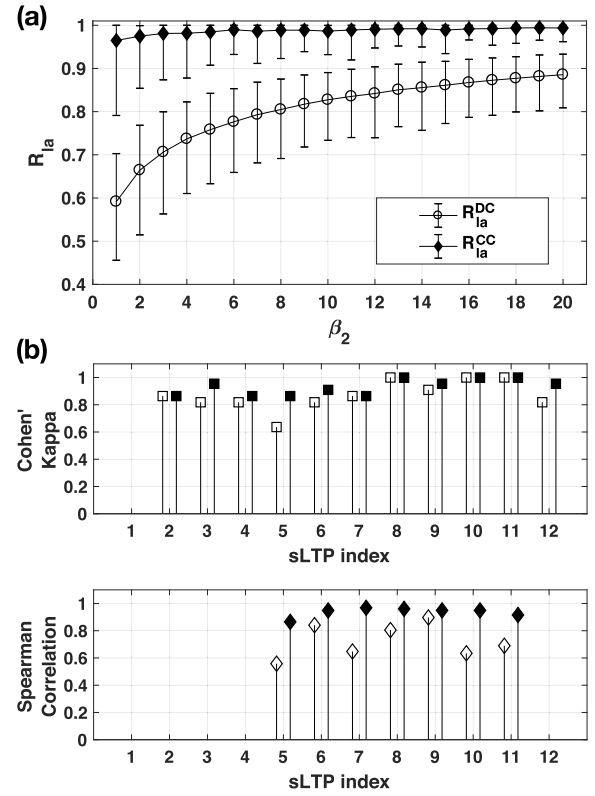 (a)
1
0.9
0.8
0.7
0.6
0.5
0.4
R_la
R_la^DC
R_la^CC
0 2 4 6 8 10 12 14 16 18 20
β_2
(b)
1
0.8
0.6
0.4
0.2
0
Cohen'
Kappa
1 2 3 4 5 6 7 8 9 10 11 12
sLTP index
1
0.8
0.6
0.4
0.2
0
Spearman
Correlation
1 2 3 4 5 6 7 8 9 10 11 12
sLTP index